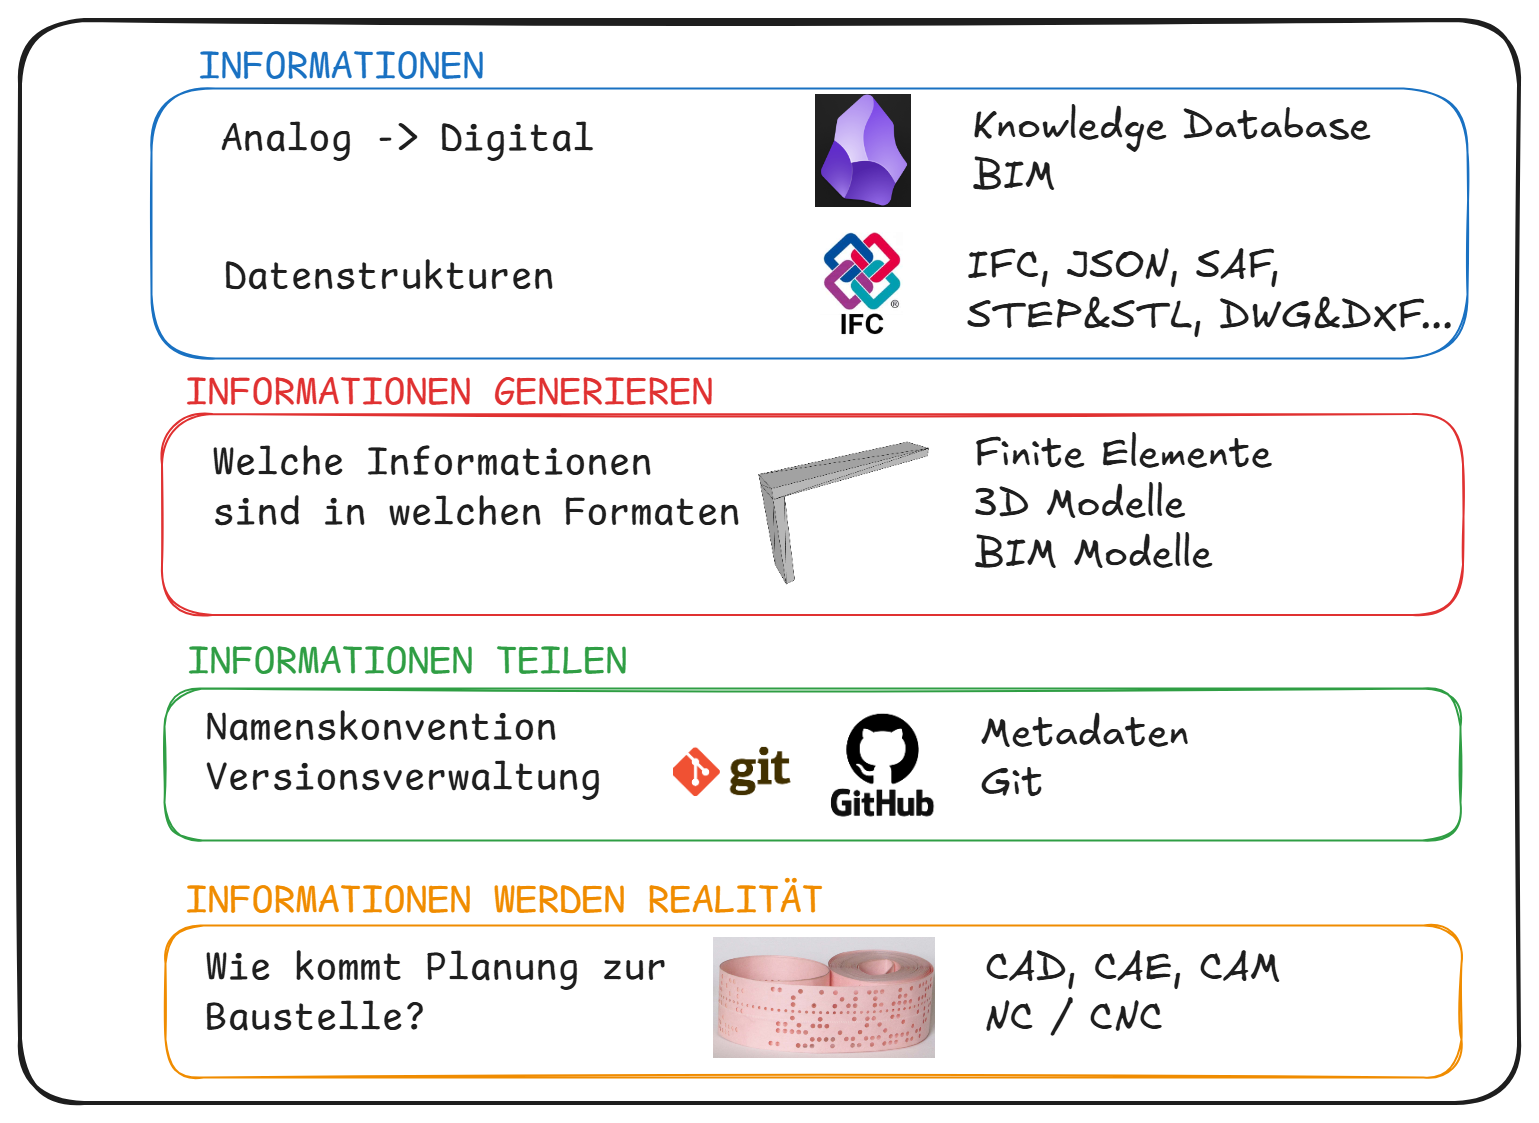 INFORMATIONEN
Analog -> Digital
Knowledge Database
BIM
Datenstrukturen
IFC
®
IFC, JSON, SAF,
STEP&STL, DWG&DXF...
INFORMATIONEN GENERIEREN
Welche Informationen
sind in welchen Formaten
Finite Elemente
3D Modelle
BIM Modelle
INFORMATIONEN TEILEN
Namenskonvention
Versionsverwaltung
git
GitHub
Metadaten
Git
INFORMATIONEN WERDEN REALITÄT
Wie kommt Planung zur
Baustelle?
CAD, CAE, CAM
NC / CNC